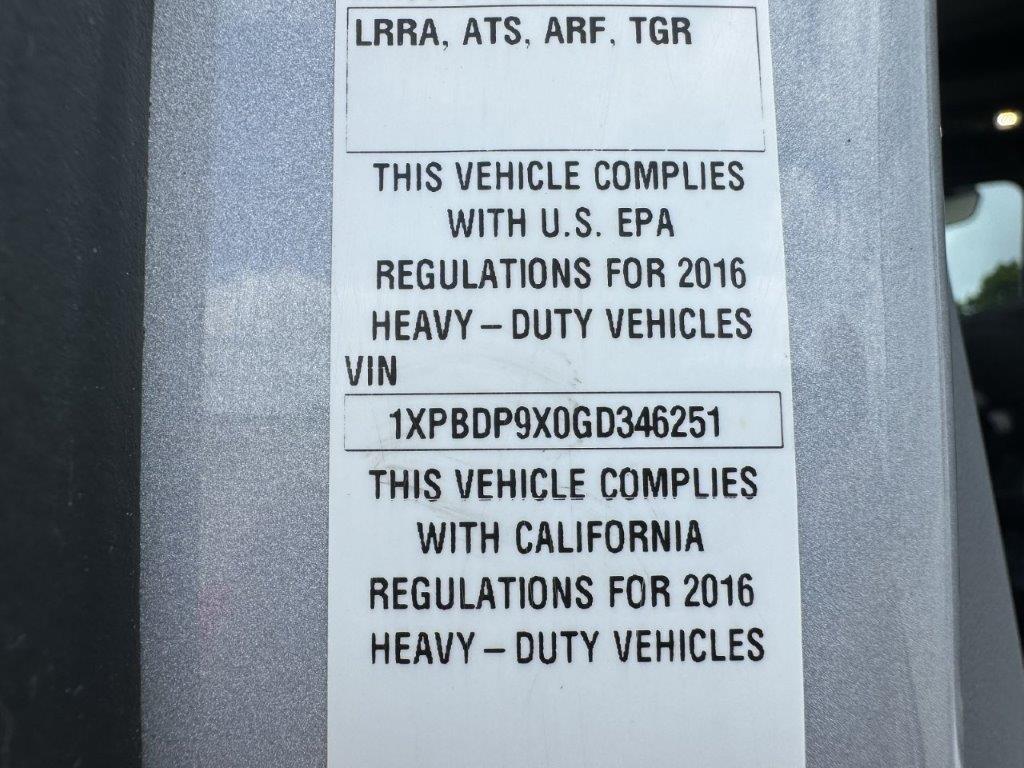 LRRA, ATS, ARF, TGR
THIS VEHICLE COMPLIES
WITH U.S. EPA
REGULATIONS FOR 2016
HEAVY – DUTY VEHICLES
VIN
1XPBDP9X0GD346251
THIS VEHICLE COMPLIES
WITH CALIFORNIA
REGULATIONS FOR 2016
HEAVY – DUTY VEHICLES